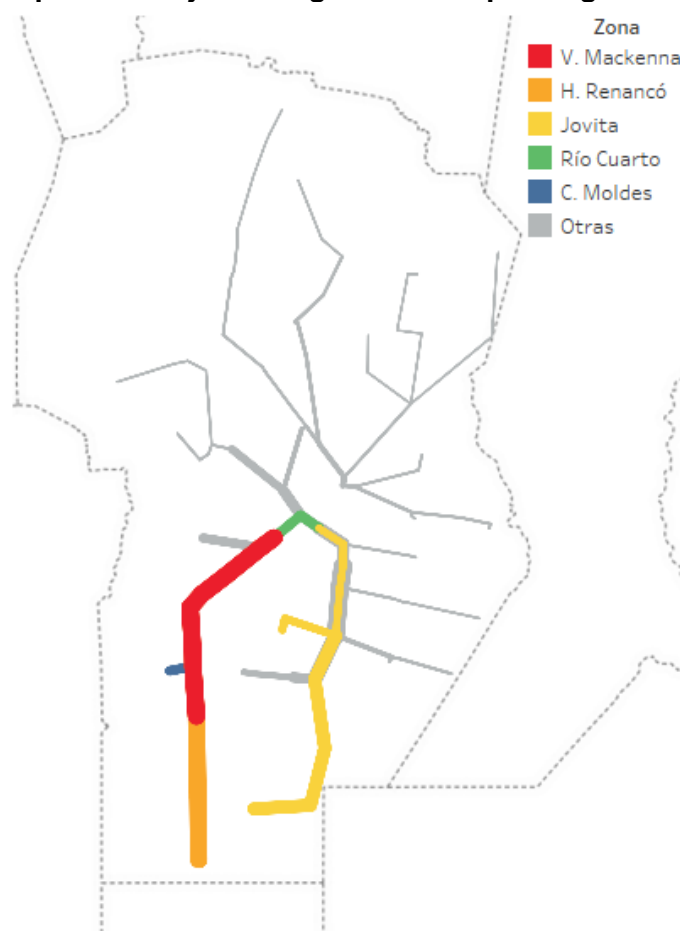 Zona
V. Mackenna
H. Renancó
Jovita
Río Cuarto
C. Moldes
Otras